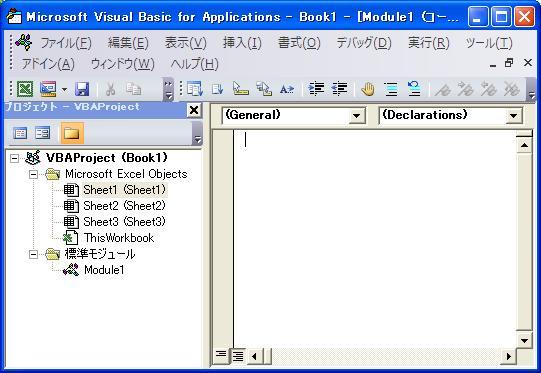 Microsoft Visual Basic for Applications - Book1 - [Module1 (コー...
ファイル(F) 編集(E) 表示(V) 挿入(I) 書式(O) デバッグ(D) 実行(R) ツール(T)
アドイン(A) ウィンドウ(W) ヘルプ(H)
プロジェクト - VBAProject
(General) (Declarations)
VBAProject (Book1)
Microsoft Excel Objects
Sheet1 (Sheet1)
Sheet2 (Sheet2)
Sheet3 (Sheet3)
ThisWorkbook
標準モジュール
Module1